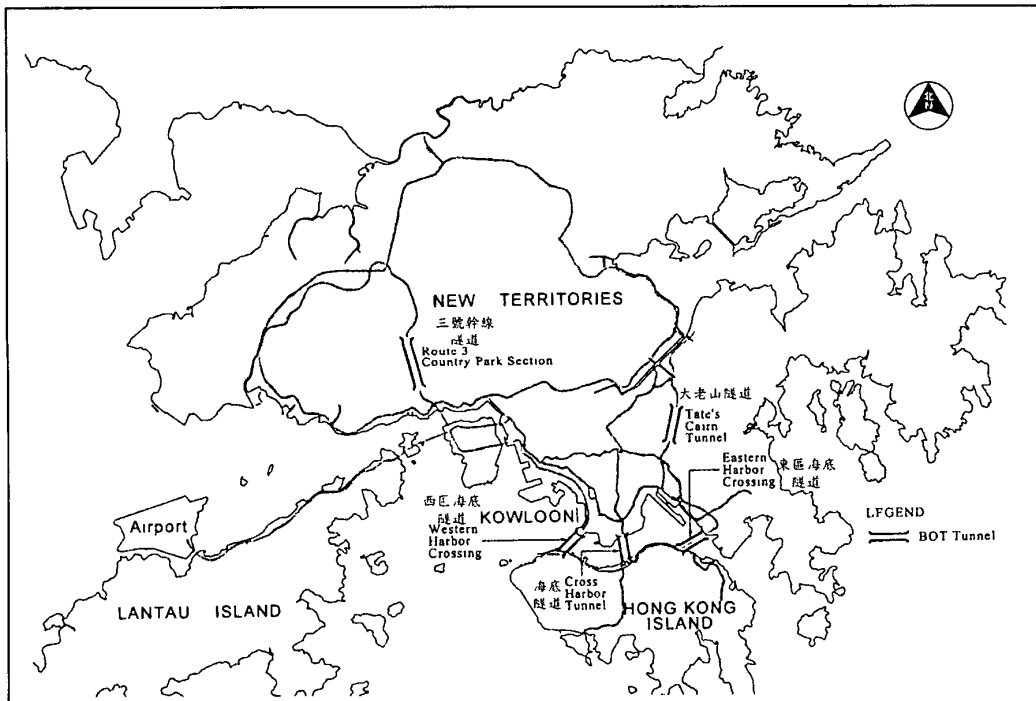 北
N
NEW TERRITORIES
三號幹線
隧道
Route 3
Country Park Section
大老山隧道
Tate's
Cairn
Tunnel
Eastern
Harbor
Crossing
東區海底
隧道
西區海底
隧道
Western
Harbor
Crossing
KOWLOON
Airport
LEGEND
BOT Tunnel
海底
隧道
Cross
Harbor
Tunnel
LANTAU ISLAND
HONG KONG
ISLAND